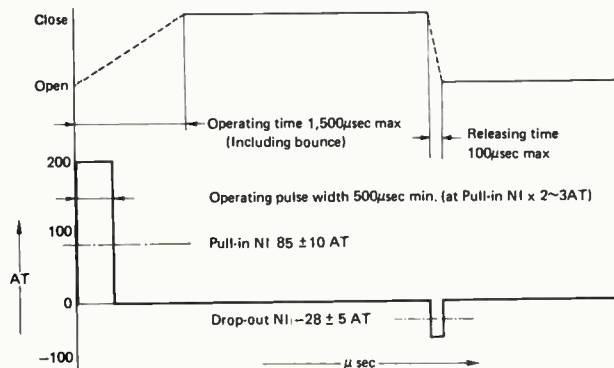 Close
Open
Operating time 1,500μsec max
(Including bounce)
Releasing time
100μsec max
200
Operating pulse width 500μsec min. (at Pull-in NI x 2~3AT)
100
Pull-in NI 85 ±10 AT
AT
0
Drop-out NI -28 ± 5 AT
-100
μ sec